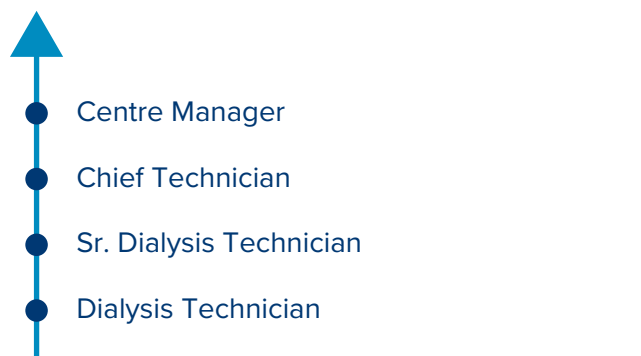 Centre Manager
Chief Technician
Sr. Dialysis Technician
Dialysis Technician